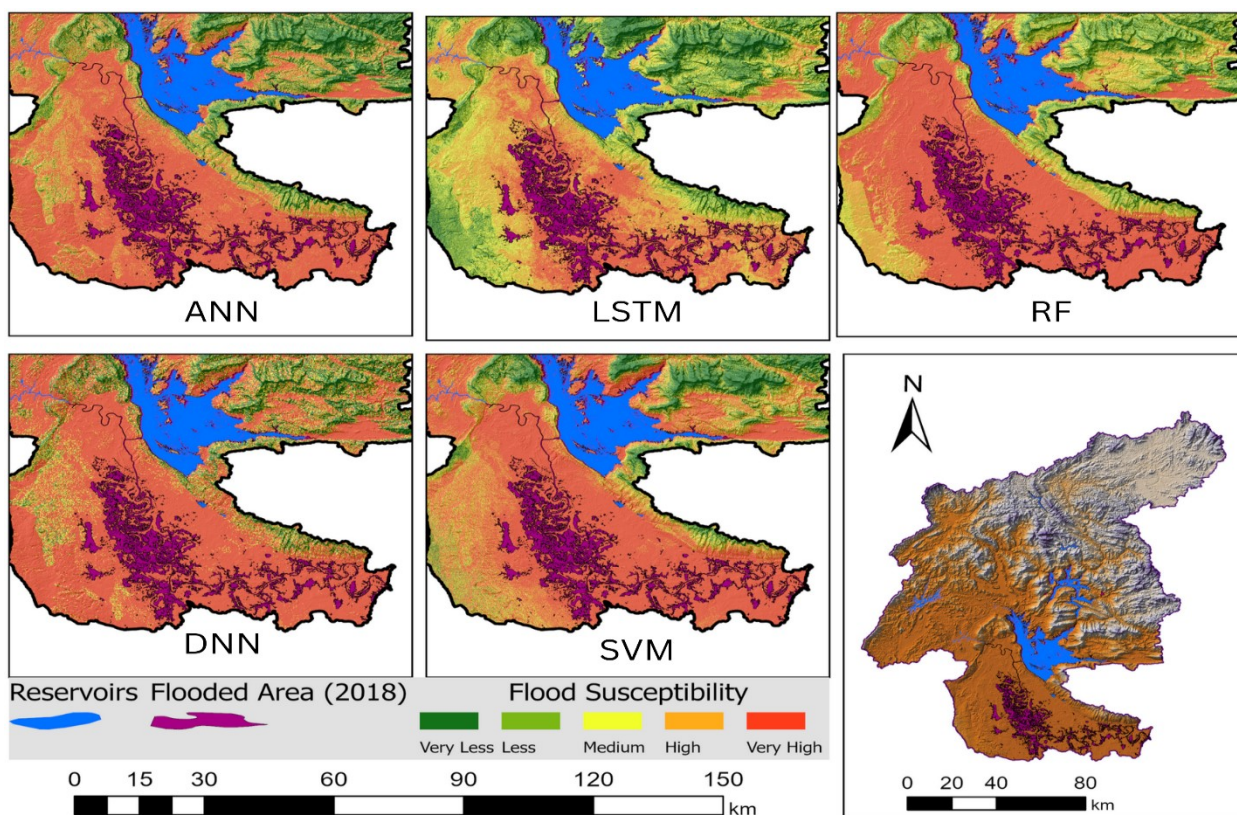 ANN
LSTM
RF
DNN
SVM
N
Reservoirs Flooded Area (2018)
Flood Susceptibility
Very Less Less Medium High Very High
0 15 30 60 90 120 150
km
0 20 40 80
km